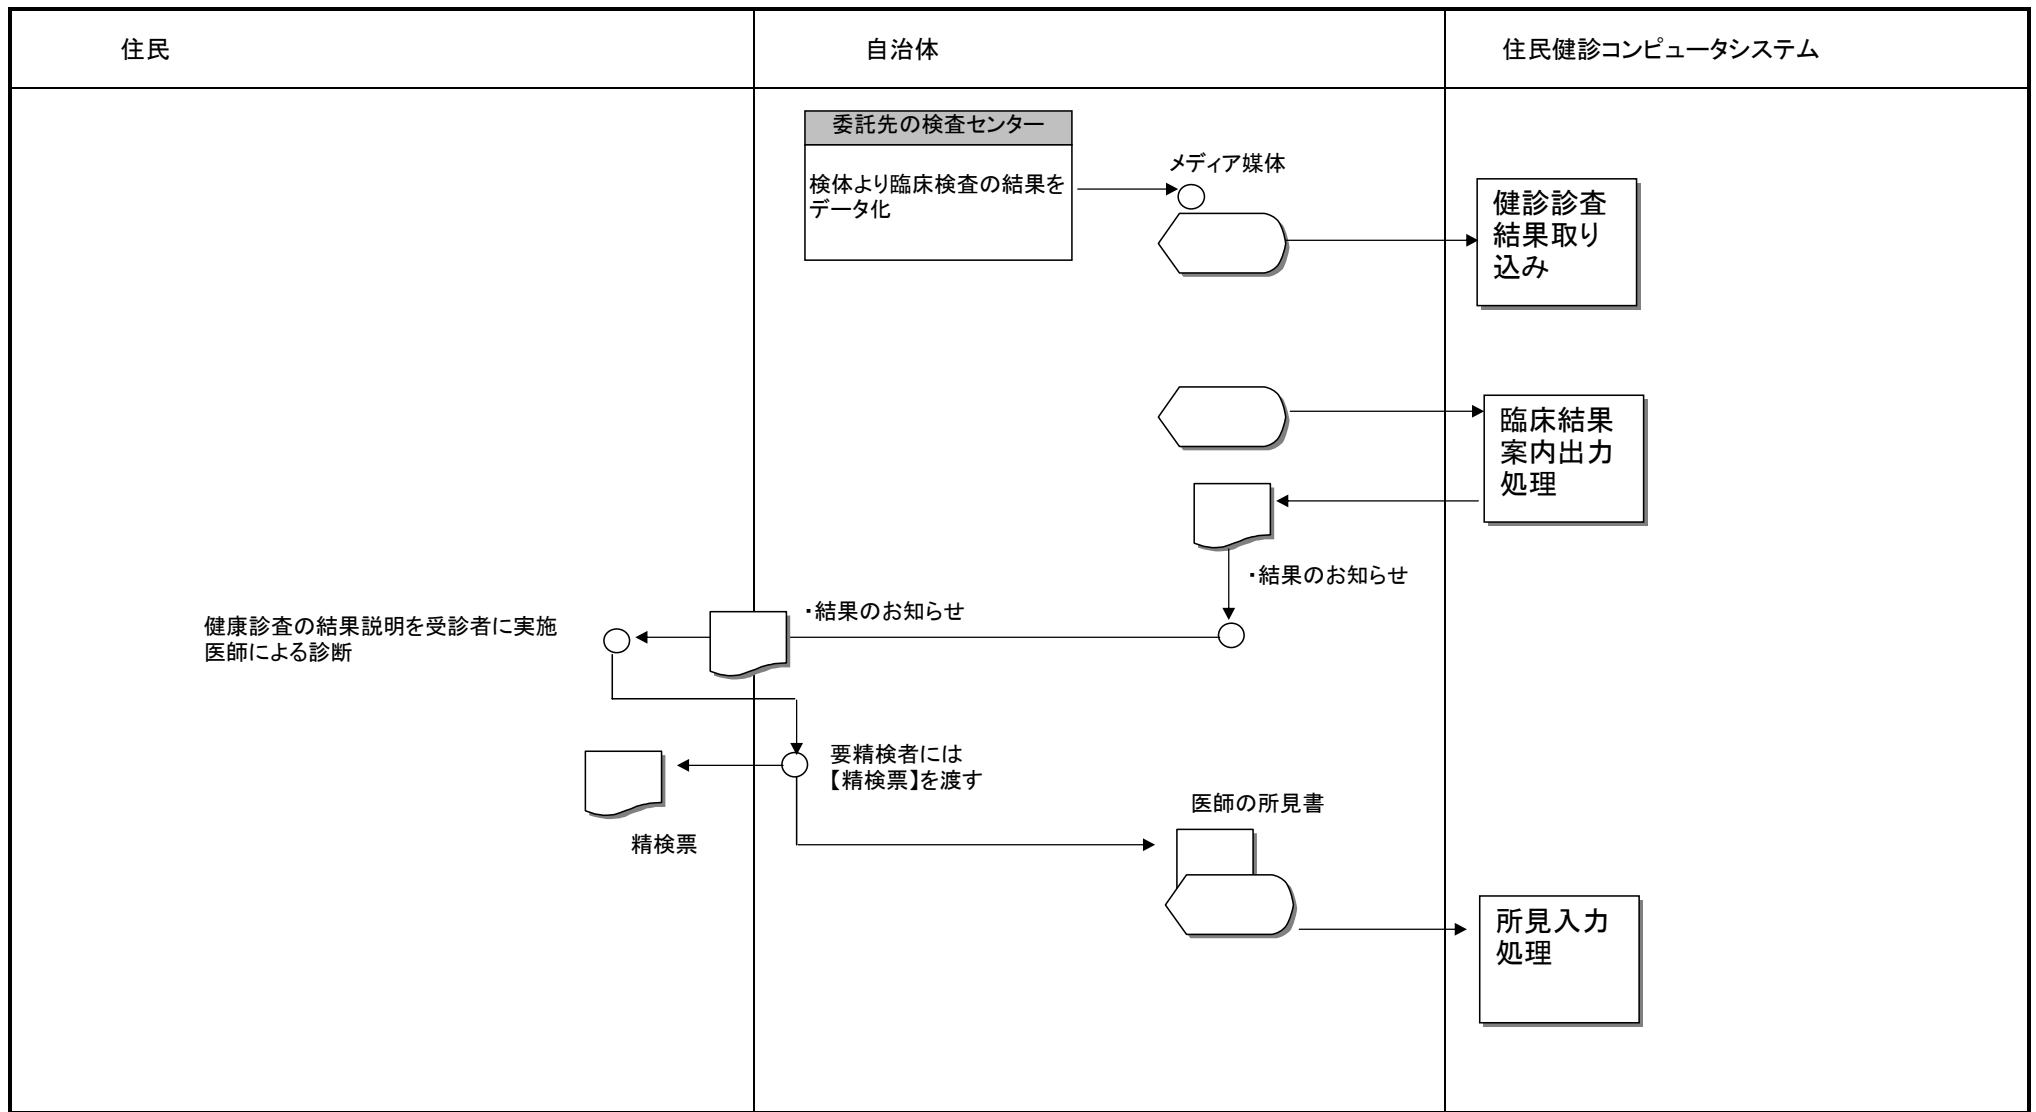 住民
自治体
住民健診コンピュータシステム
委託先の検査センター
検体より臨床検査の結果を
データ化
メディア媒体
健診診査
結果取り
込み
臨床結果
案内出力
処理
・結果のお知らせ
・結果のお知らせ
健康診査の結果説明を受診者に実施
医師による診断
要精検者には
【精検票】を渡す
精検票
医師の所見書
所見入力
処理